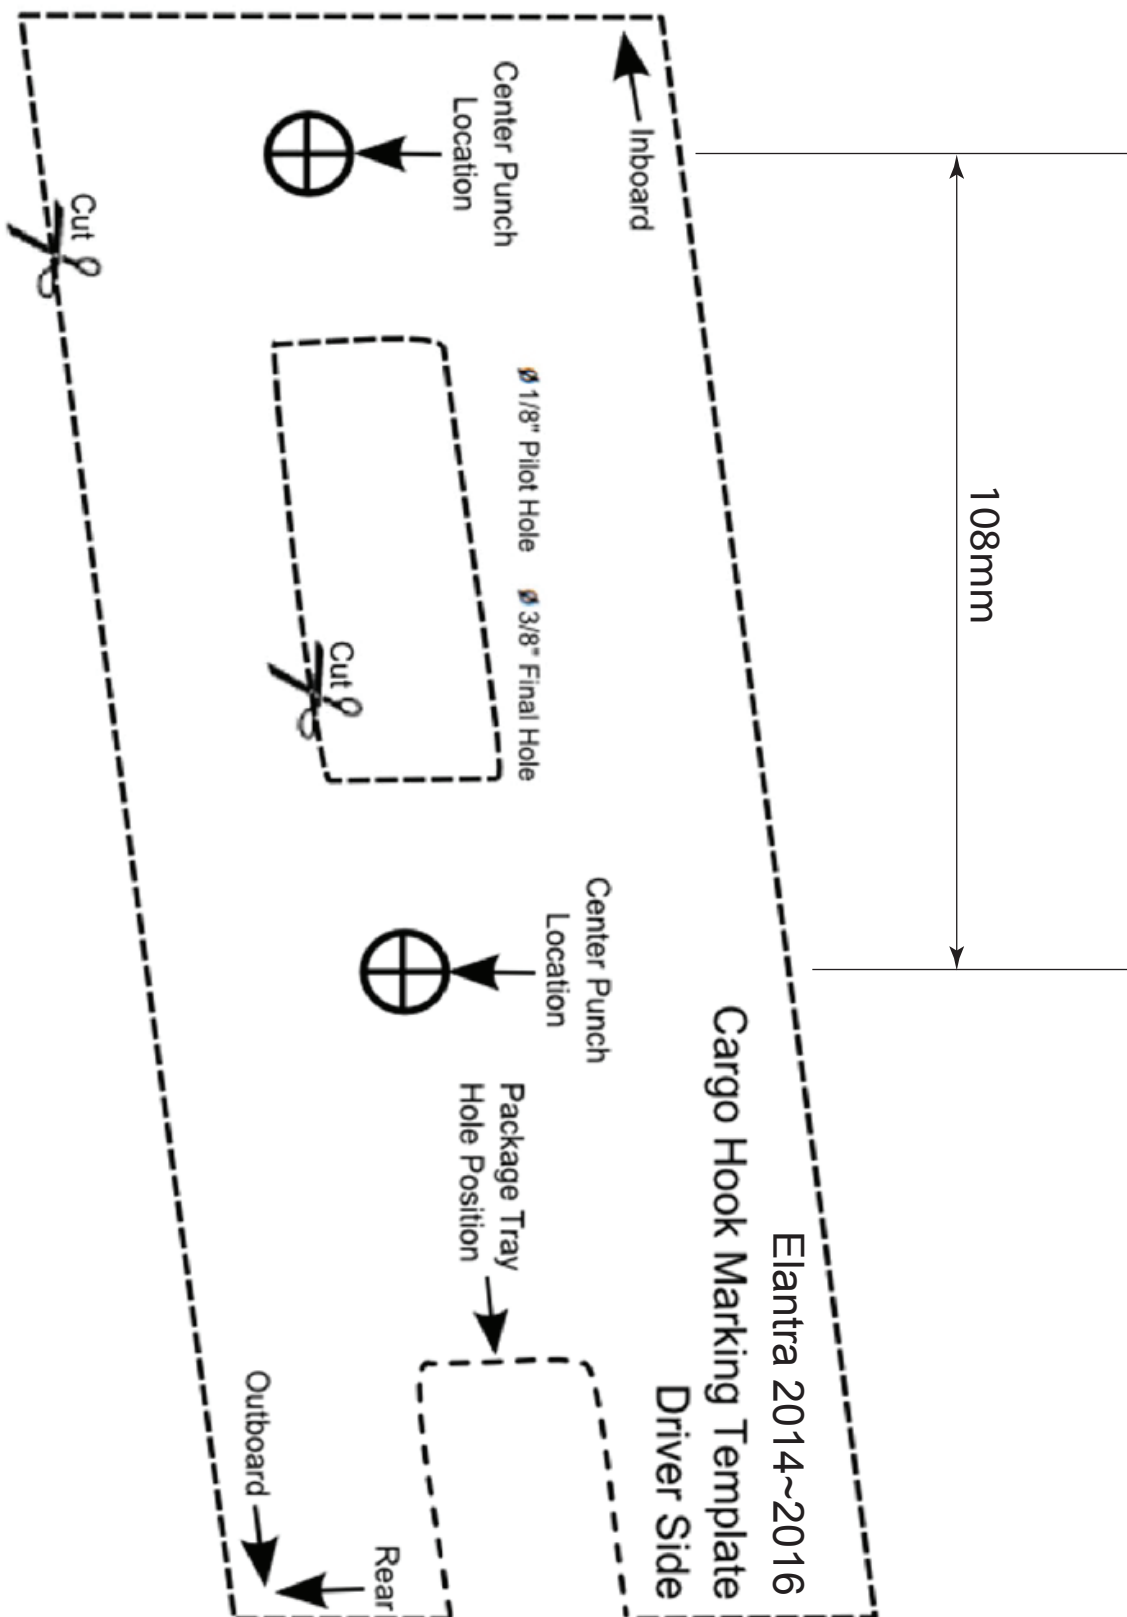 Elantra 2014~2016
Cargo Hook Marking Template
Driver Side
108mm
Inboard
Center Punch
Location
Ø 1/8" Pilot Hole Ø 3/8" Final Hole
Center Punch
Location
Package Tray
Hole Position
Cut
Cut
Outboard
Rear